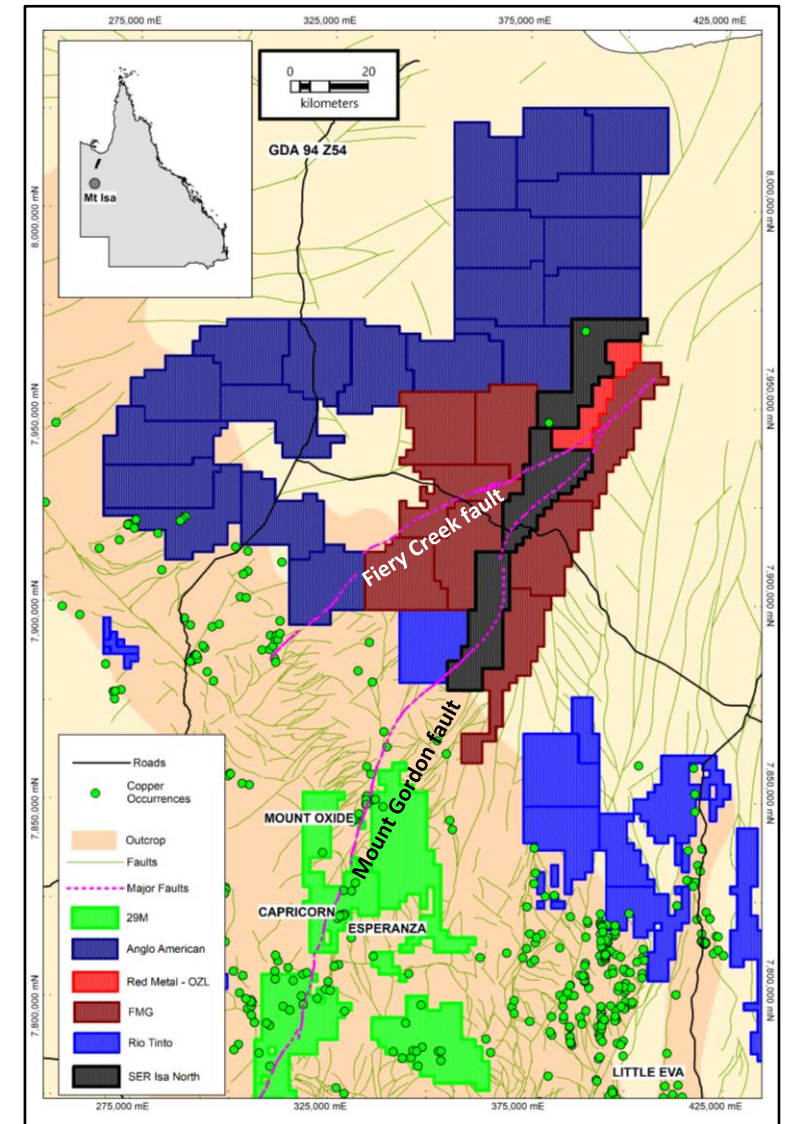 275,000 mE
325,000 mE
375,000 mE
425,000 mE
0 20
kilometers
GDA 94 Z54
Mt Isa
8,000,000 mN
8,000,000 mN
7,950,000 mN
7,950,000 mN
Fiery Creek fault
7,900,000 mN
7,900,000 mN
Mount Gordon fault
7,850,000 mN
7,850,000 mN
MOUNT OXIDE
CAPRICORN
ESPERANZA
7,800,000 mN
7,800,000 mN
LITTLE EVA
Roads
Copper
Occurrences
Outcrop
Faults
Major Faults
29M
Anglo American
Red Metal - OZL
FMG
Rio Tinto
SER Isa North
275,000 mE
325,000 mE
375,000 mE
425,000 mE